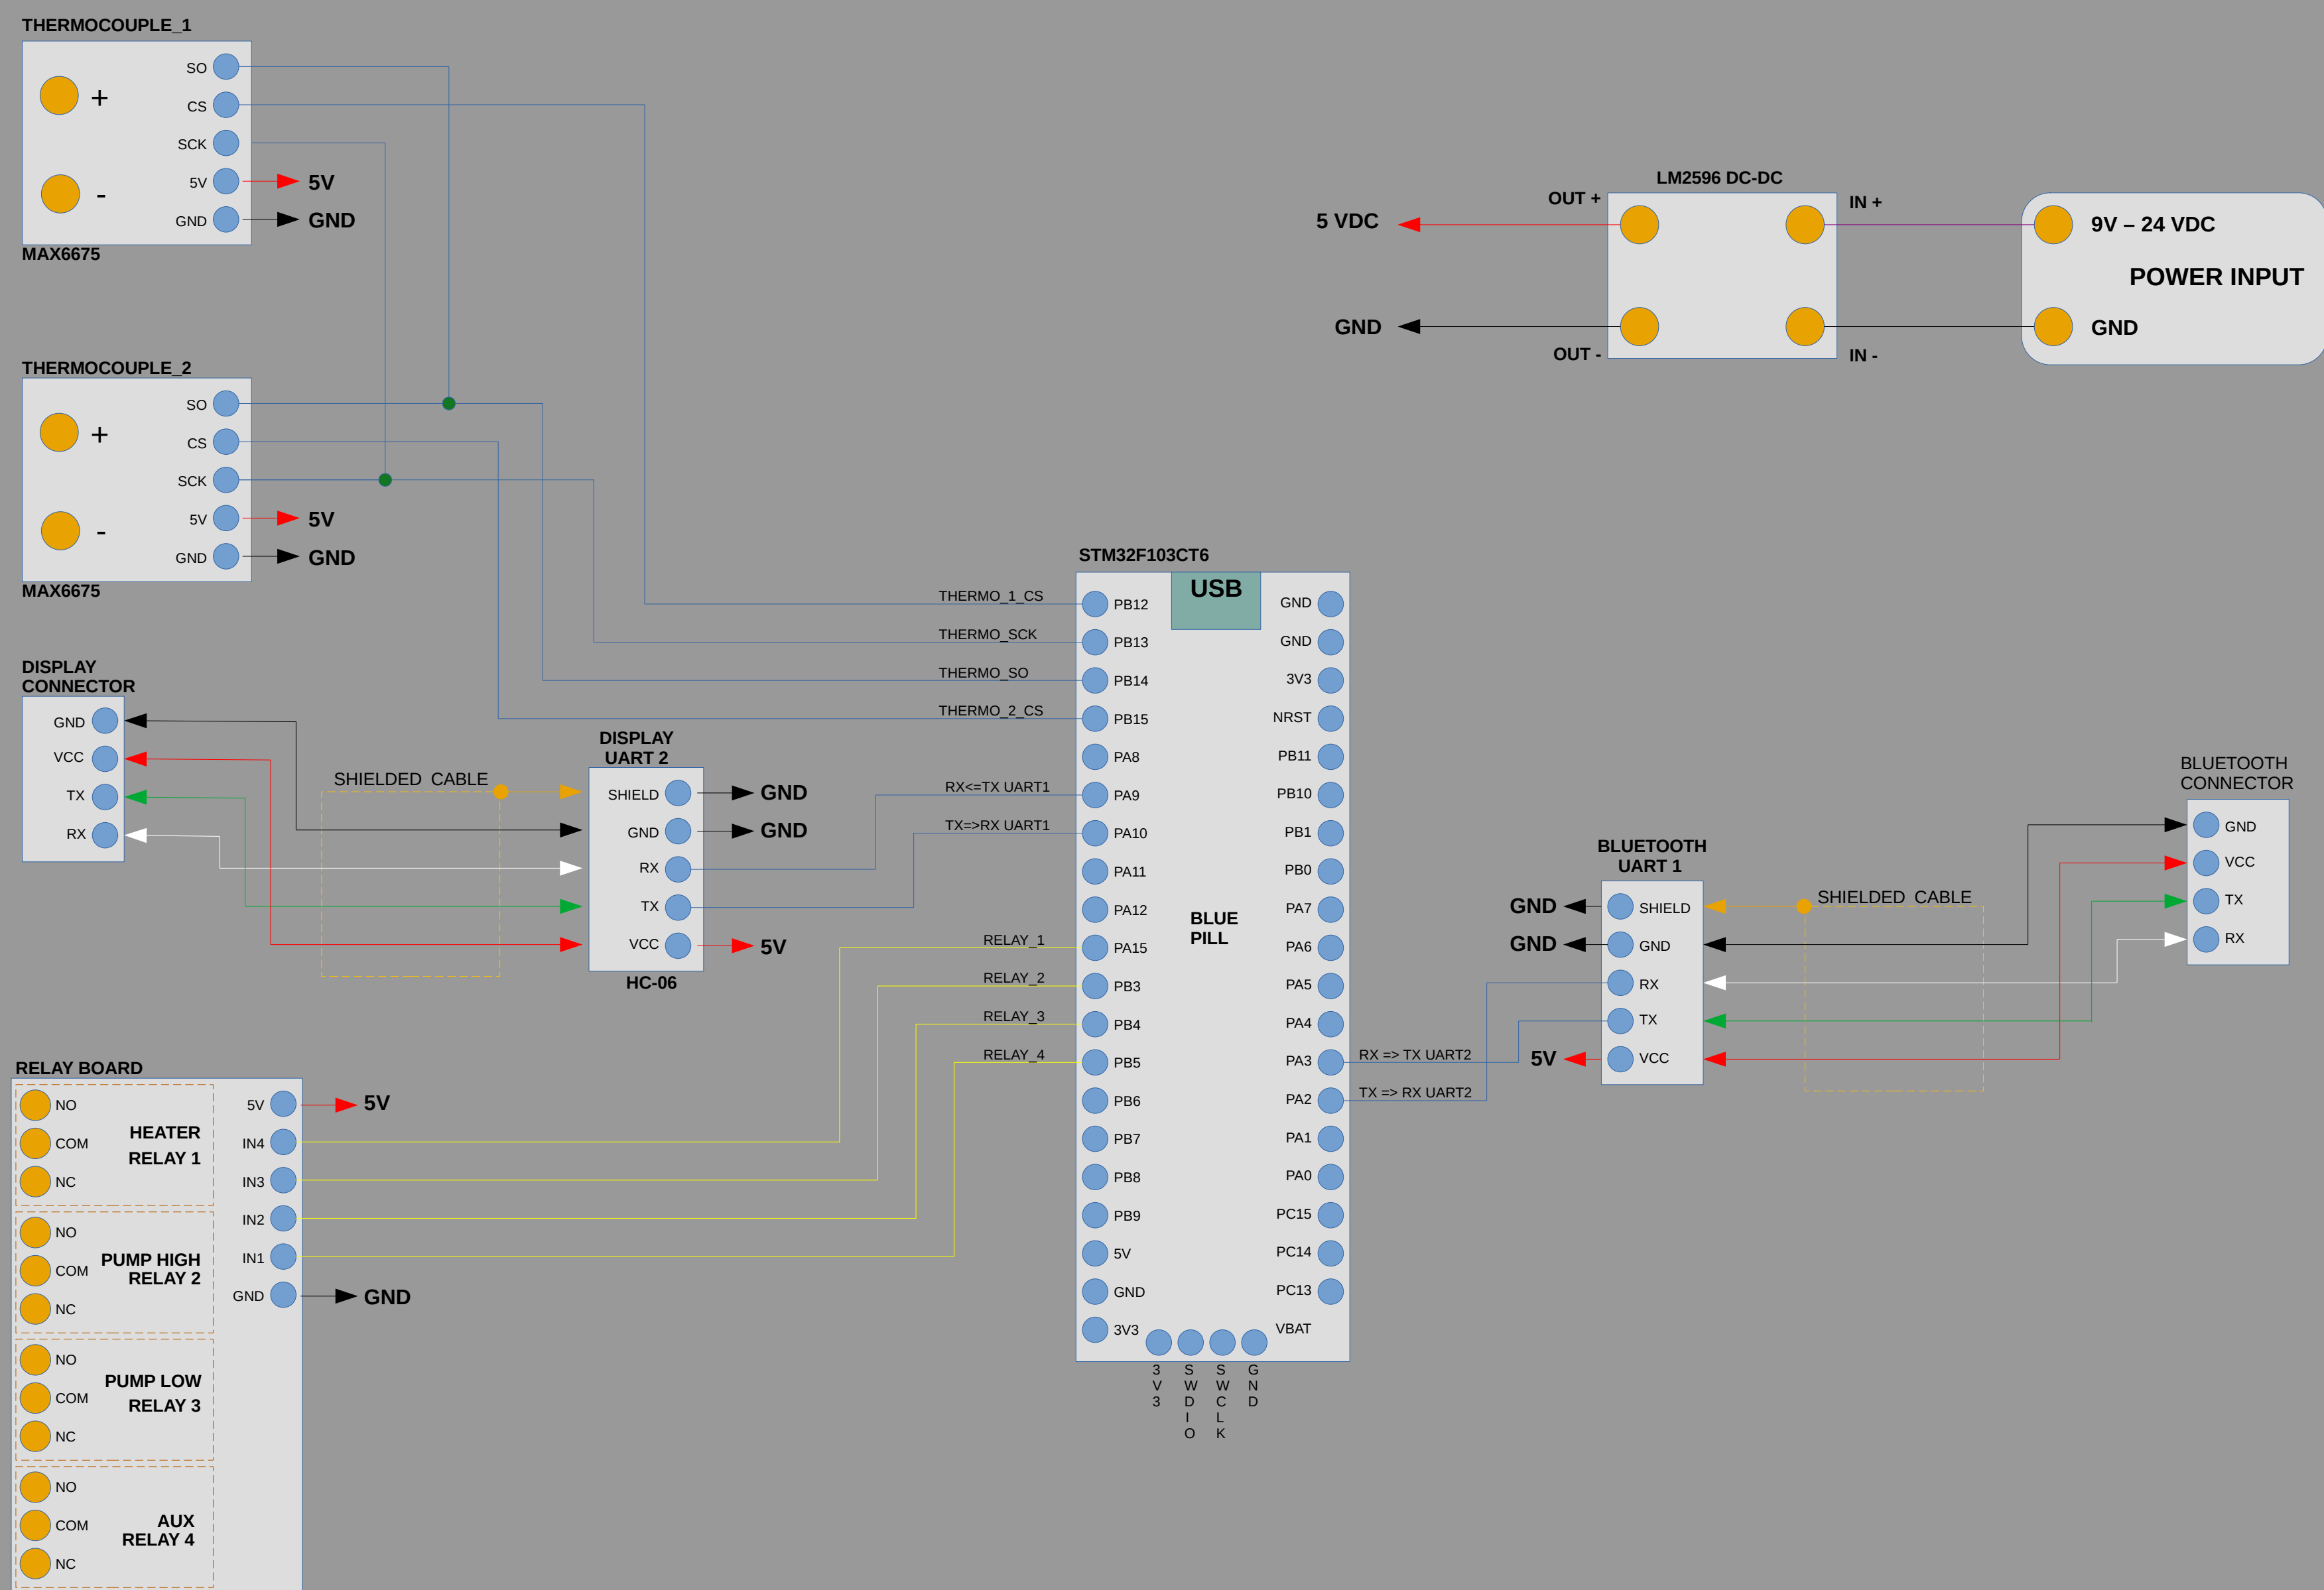 THERMOCOUPLE_1
SO
+
CS
SCK
5V
5V
-
GND
GND
MAX6675
THERMOCOUPLE_2
SO
+
CS
SCK
5V
5V
-
GND
GND
MAX6675
LM2596 DC-DC
OUT +
IN +
5 VDC
9V – 24 VDC
POWER INPUT
GND
GND
OUT -
IN -
DISPLAY
CONNECTOR
GND
VCC
TX
RX
SHIELDED CABLE
DISPLAY
UART 2
SHIELD
GND
GND
GND
RX
TX
VCC
5V
HC-06
STM32F103CT6
USB
BLUE
PILL
THERMO_1_CS
THERMO_SCK
THERMO_SO
THERMO_2_CS
RX<=TX UART1
TX=>RX UART1
RELAY_1
RELAY_2
RELAY_3
RELAY_4
PB12
PB13
PB14
PB15
PA8
PA9
PA10
PA11
PA12
PA15
PB3
PB4
PB5
PB6
PB7
PB8
PB9
5V
GND
3V3
GND
GND
3V3
NRST
PB11
PB10
PB1
PB0
PA7
PA6
PA5
PA4
PA3
PA2
PA1
PA0
PC15
PC14
PC13
VBAT
3V3
SWDIO
SWCLK
GND
RX => TX UART2
TX => RX UART2
BLUETOOTH
UART 1
GND
SHIELD
GND
GND
RX
TX
5V
VCC
SHIELDED CABLE
BLUETOOTH
CONNECTOR
GND
VCC
TX
RX
RELAY BOARD
NO
COM
NC
HEATER
RELAY 1
NO
COM
NC
PUMP HIGH
RELAY 2
NO
COM
NC
PUMP LOW
RELAY 3
NO
COM
NC
AUX
RELAY 4
5V
5V
IN4
IN3
IN2
IN1
GND
GND